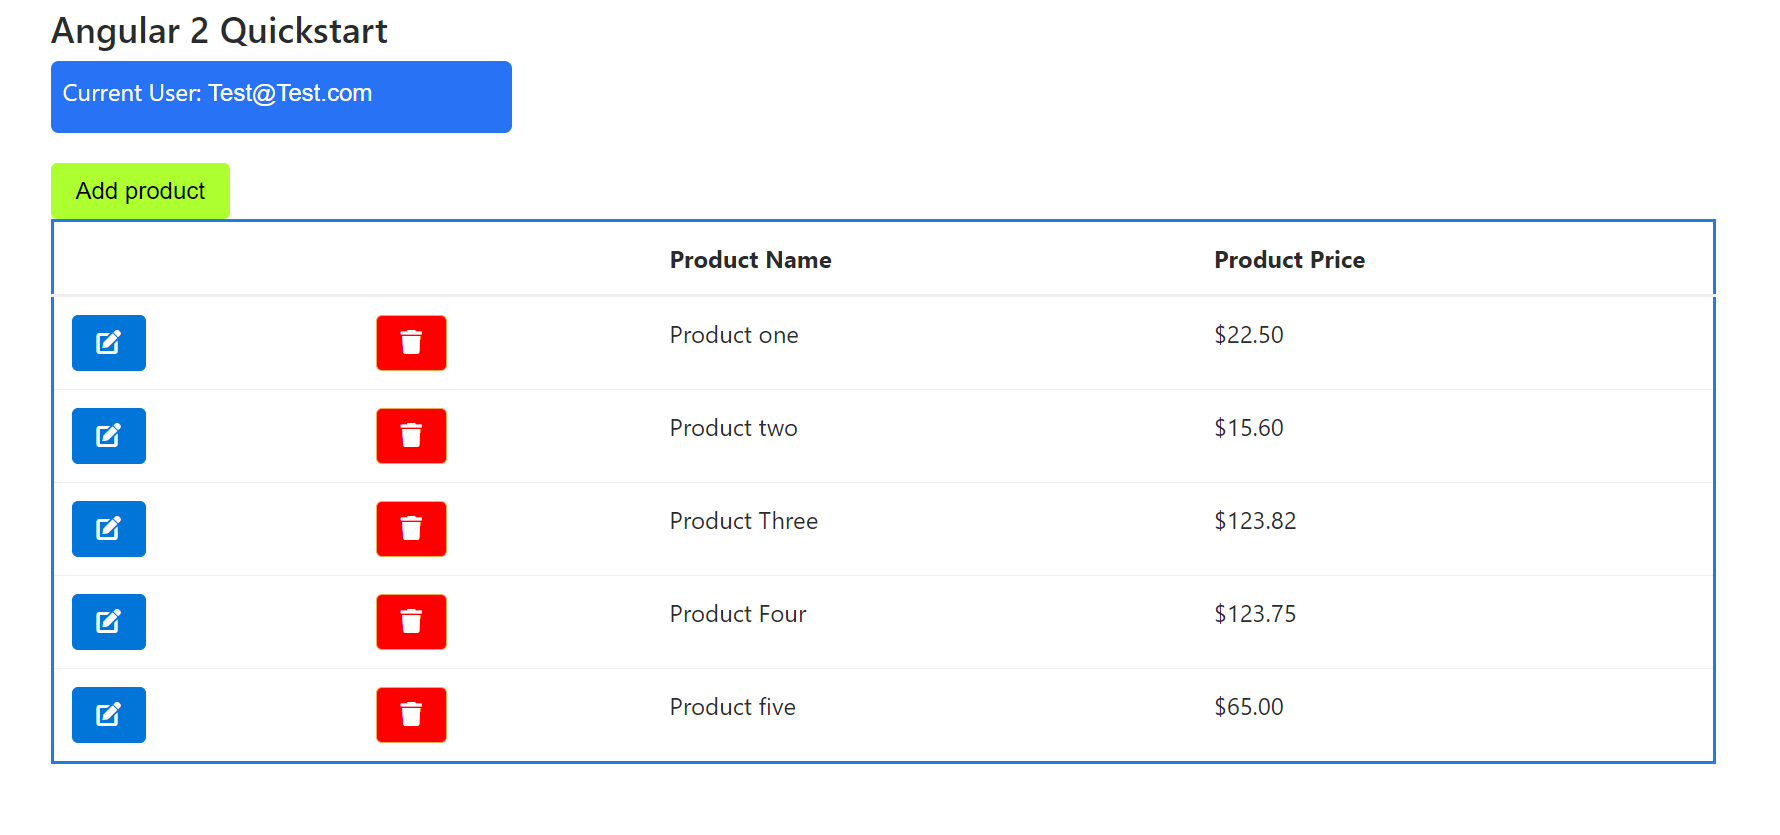 Angular 2 Quickstart
Current User: Test@Test.com
Add product
Product Name Product Price
Product one $22.50
Product two $15.60
Product Three $123.82
Product Four $123.75
Product five $65.00